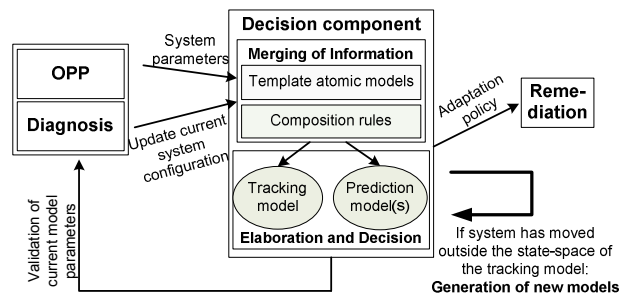 OPP
Diagnosis
System
parameters
Update current
system
configuration
Validation of
current model
parameters
Decision component
Merging of Information
Template atomic models
Composition rules
Tracking
model
Prediction
model(s)
Elaboration and Decision
Adaptation
policy
Reme-
diation
If system has moved
outside the state-space of
the tracking model:
Generation of new models